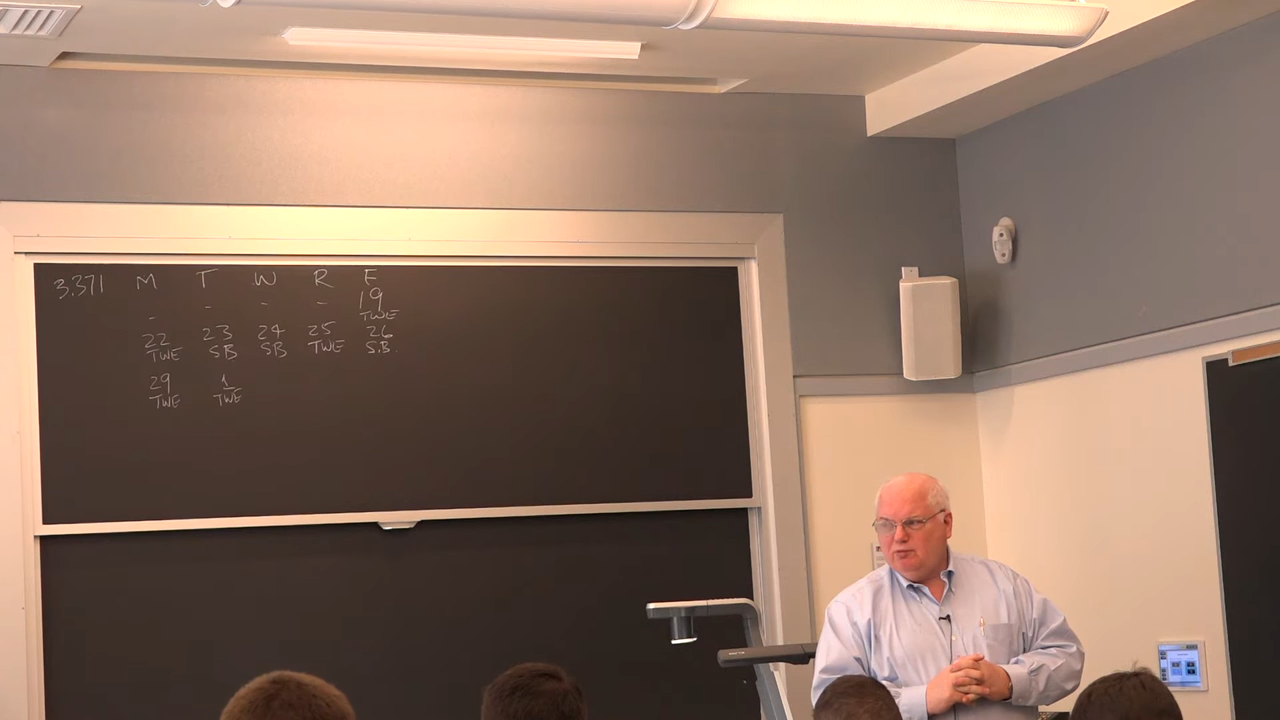 3.371 M T W R F
- - - - 19
TWE
22 23 24 25 26
TWE SB SB TWE S.B.
29 1
TWE TWE